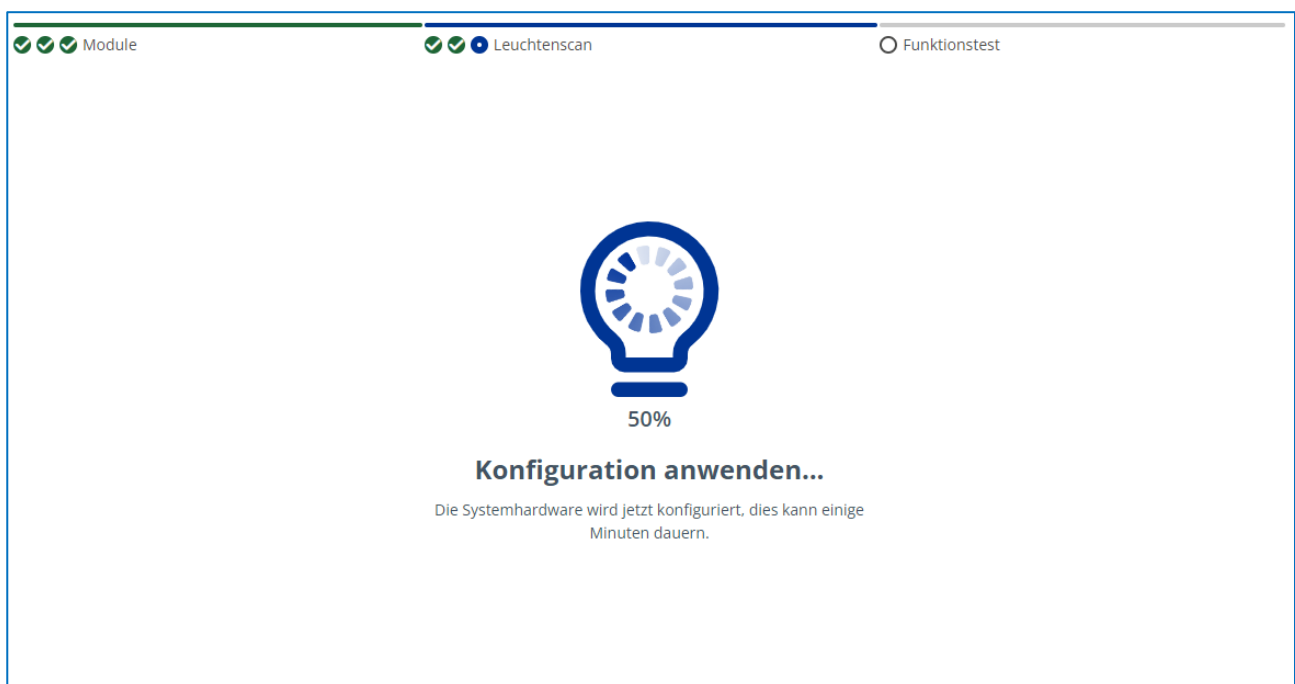 Module
Leuchtenscan
Funktionstest
50%
Konfiguration anwenden...
Die Systemhardware wird jetzt konfiguriert, dies kann einige
Minuten dauern.